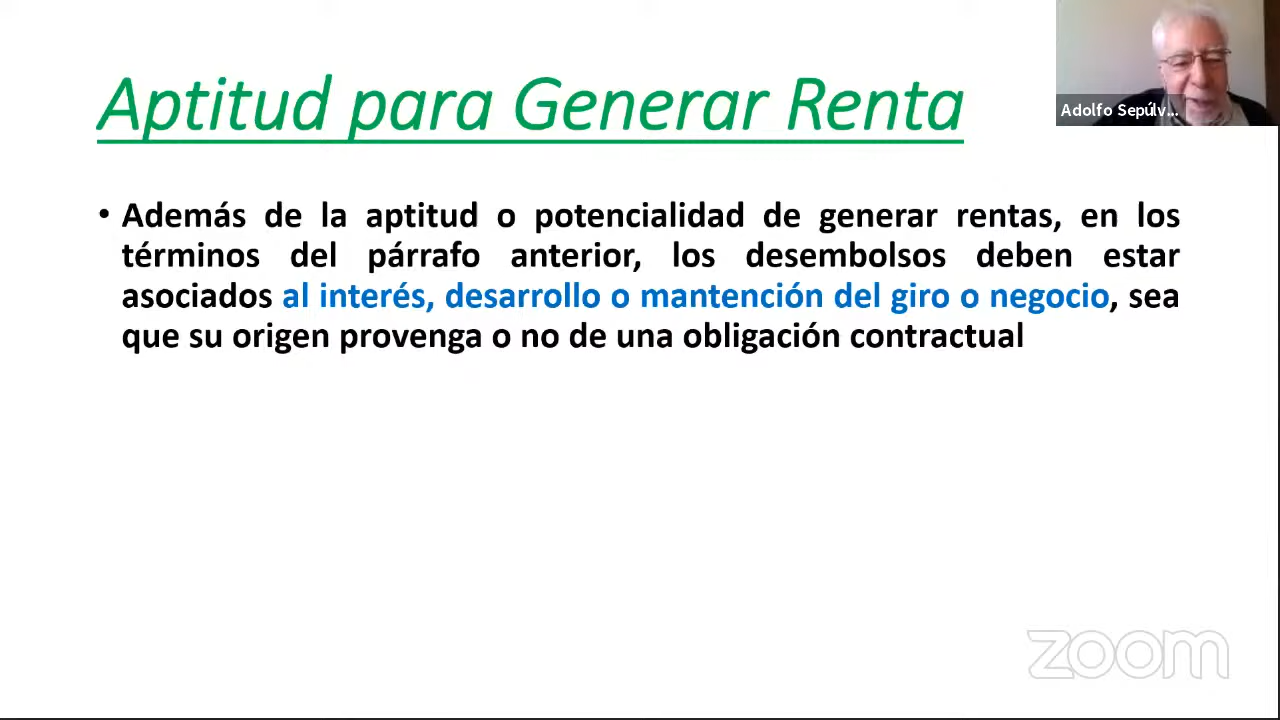 Aptitud para Generar Renta
Adolfo Sepúlv...
• Además de la aptitud o potencialidad de generar rentas, en los
términos del párrafo anterior, los desembolsos deben estar
asociados al interés, desarrollo o mantención del giro o negocio, sea
que su origen provenga o no de una obligación contractual
zoom